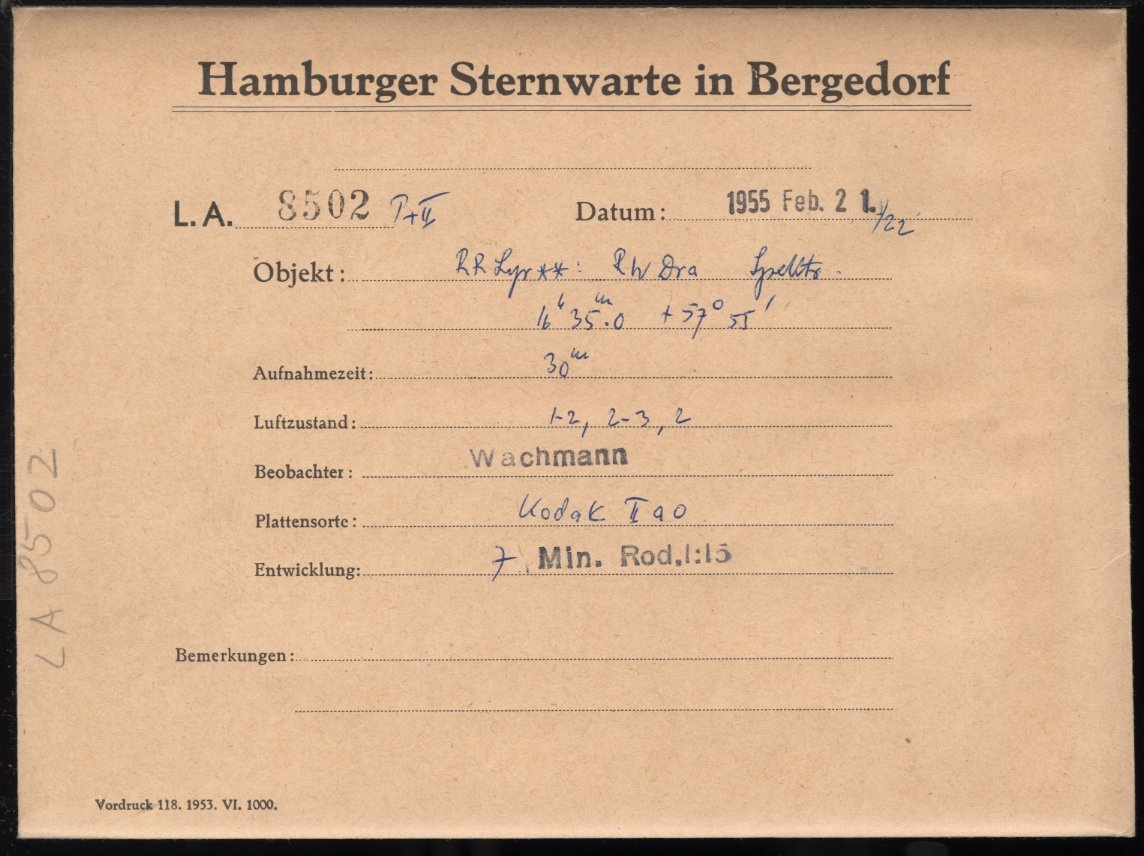 Hamburger Sternwarte in Bergedorf
L. A. 8502 I+II Datum: 1955 Feb. 21./22
Objekt: RR Lyr **: RW Dra Spektr.
16h 35m.0 +57° 55'
Aufnahmezeit: 30m
Luftzustand: 1-2, 2-3, 2
Beobachter: Wachmann
Plattensorte: Kodak II a O
Entwicklung: 7 Min. Rod.1:15
Bemerkungen:
Vordruck 118. 1953. VI. 1000.
LA 8502